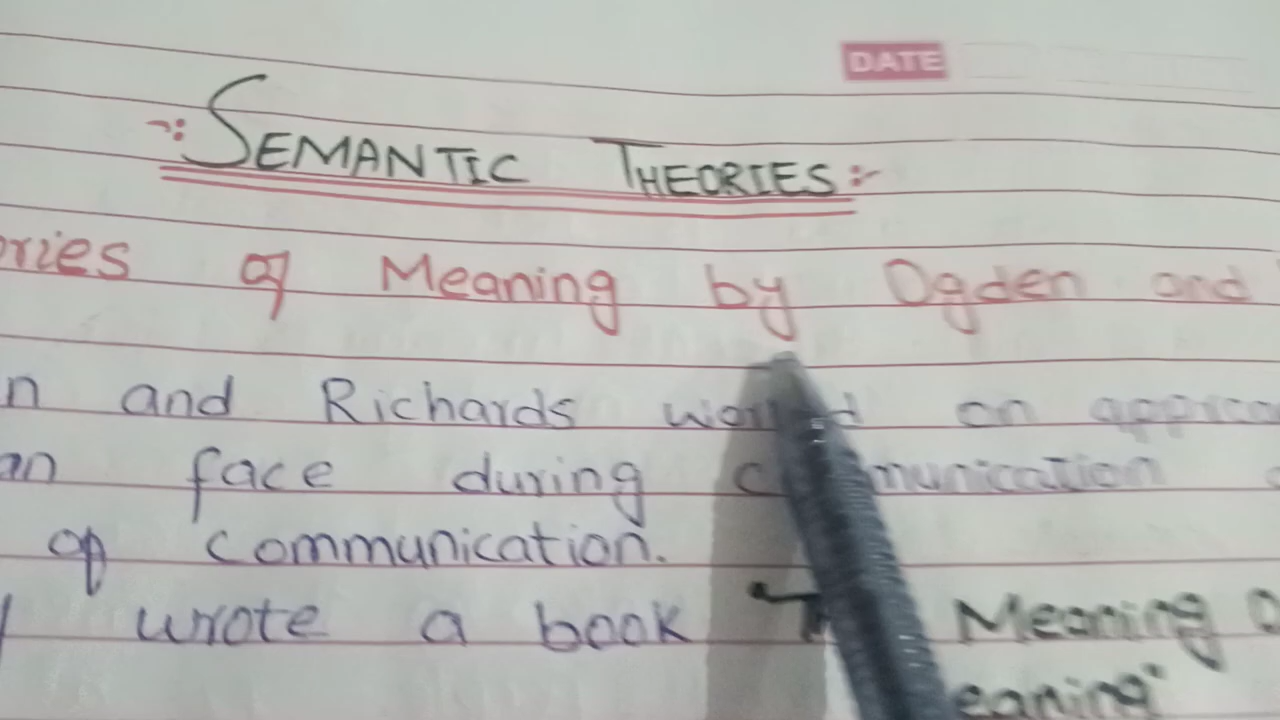 DATE
-: SEMANTIC THEORIES :-
ries of Meaning by Ogden and
n and Richards on
an face during
of communication.
wrote a book Meaning
eaning"